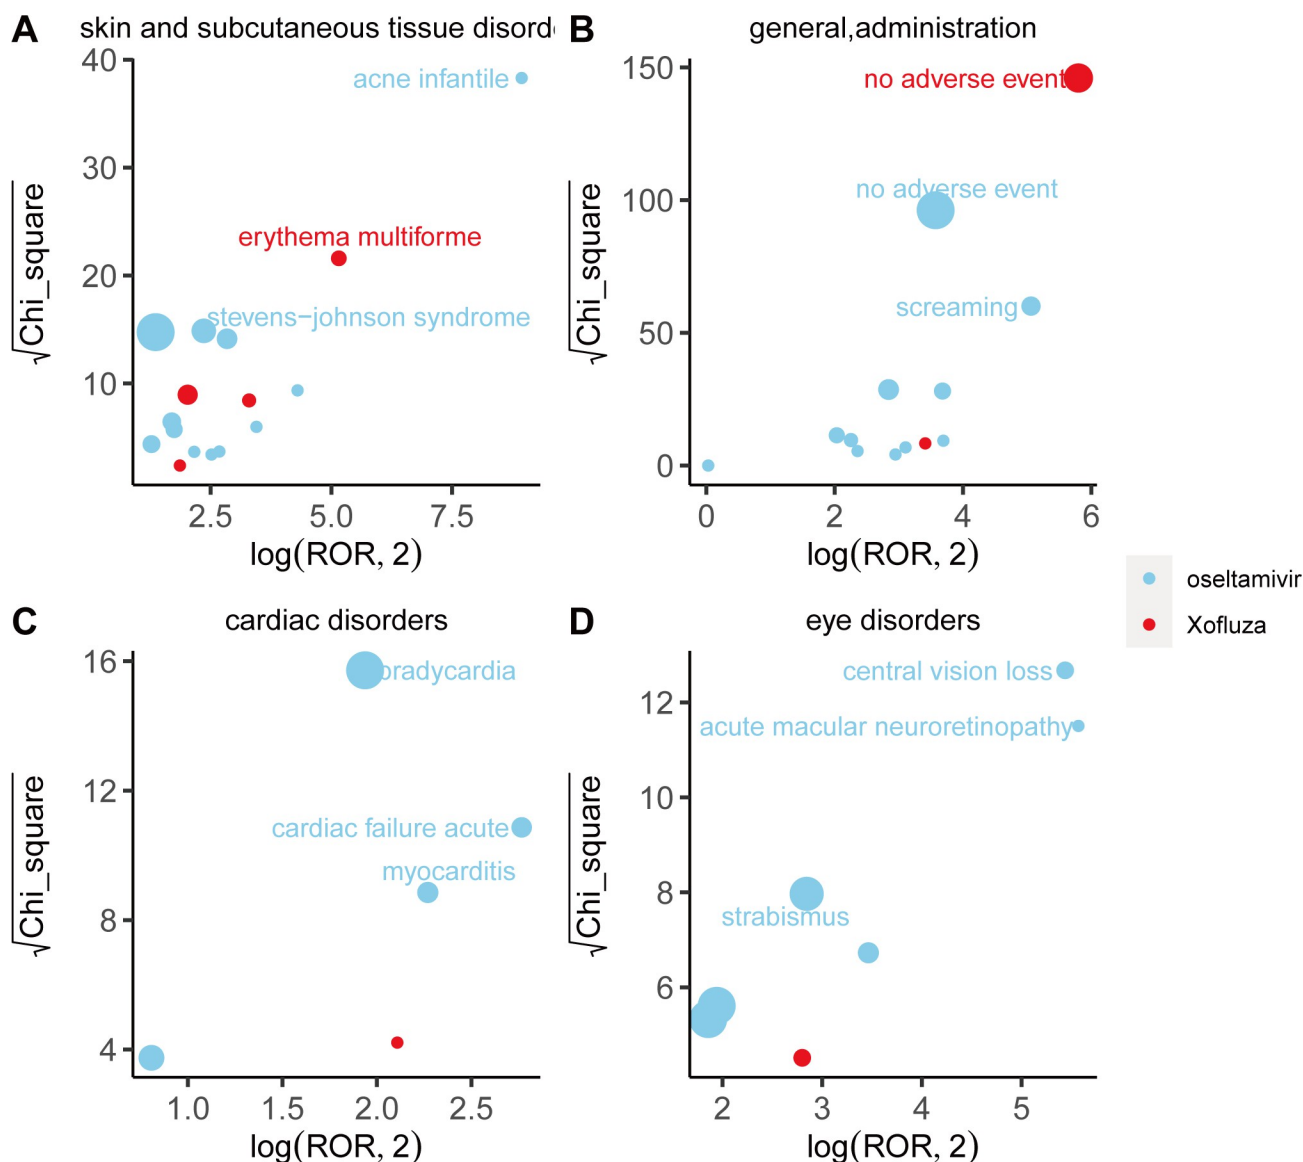 A
skin and subcutaneous tissue disord
40
30
20
10
√Chi_square
acne infantile
erythema multiforme
stevens−johnson syndrome
2.5 5.0 7.5
log(ROR, 2)
B
general,administration
150
100
50
0
√Chi_square
no adverse event
no adverse event
screaming
0 2 4 6
log(ROR, 2)
oseltamivir
Xofluza
C
cardiac disorders
16
12
8
4
√Chi_square
bradycardia
cardiac failure acute
myocarditis
1.0 1.5 2.0 2.5
log(ROR, 2)
D
eye disorders
12
10
8
6
√Chi_square
central vision loss
acute macular neuroretinopathy
strabismus
2 3 4 5
log(ROR, 2)